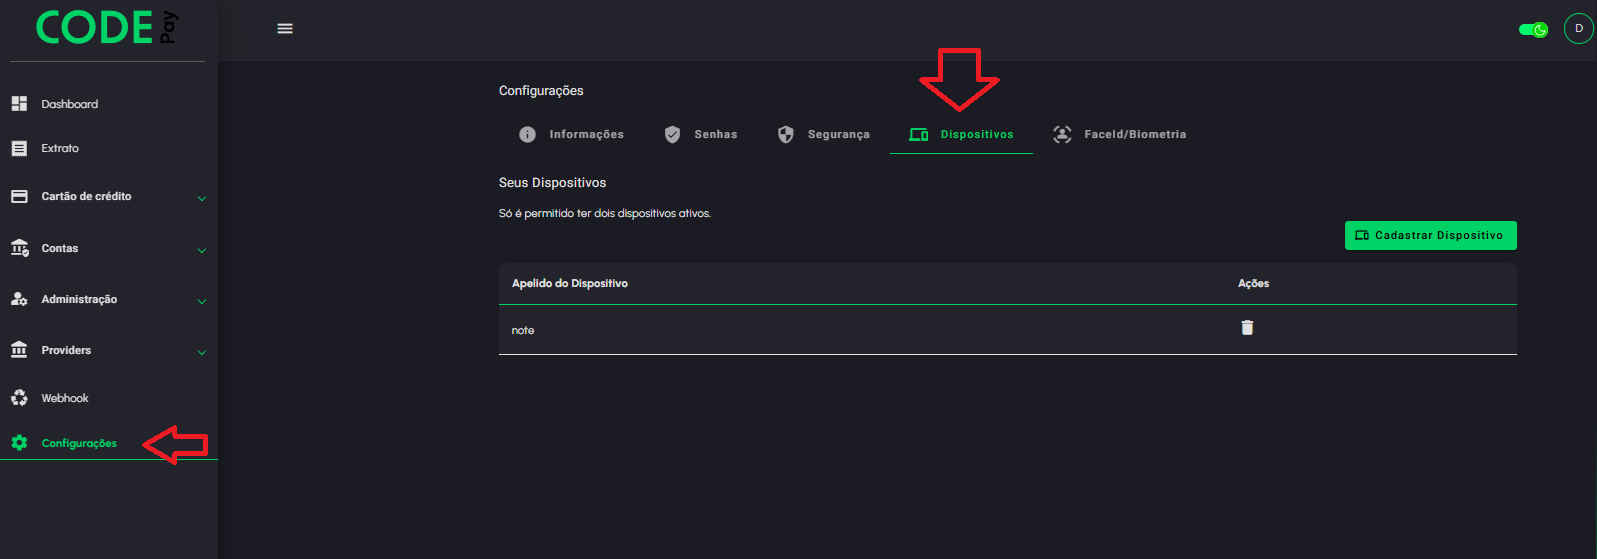 CODE Pay
D
Dashboard
Extrato
Cartão de crédito
Contas
Administração
Providers
Webhook
Configurações
Configurações
Informações
Senhas
Segurança
Dispositivos
FaceId/Biometria
Seus Dispositivos
Só é permitido ter dois dispositivos ativos.
Cadastrar Dispositivo
Apelido do Dispositivo
Ações
note